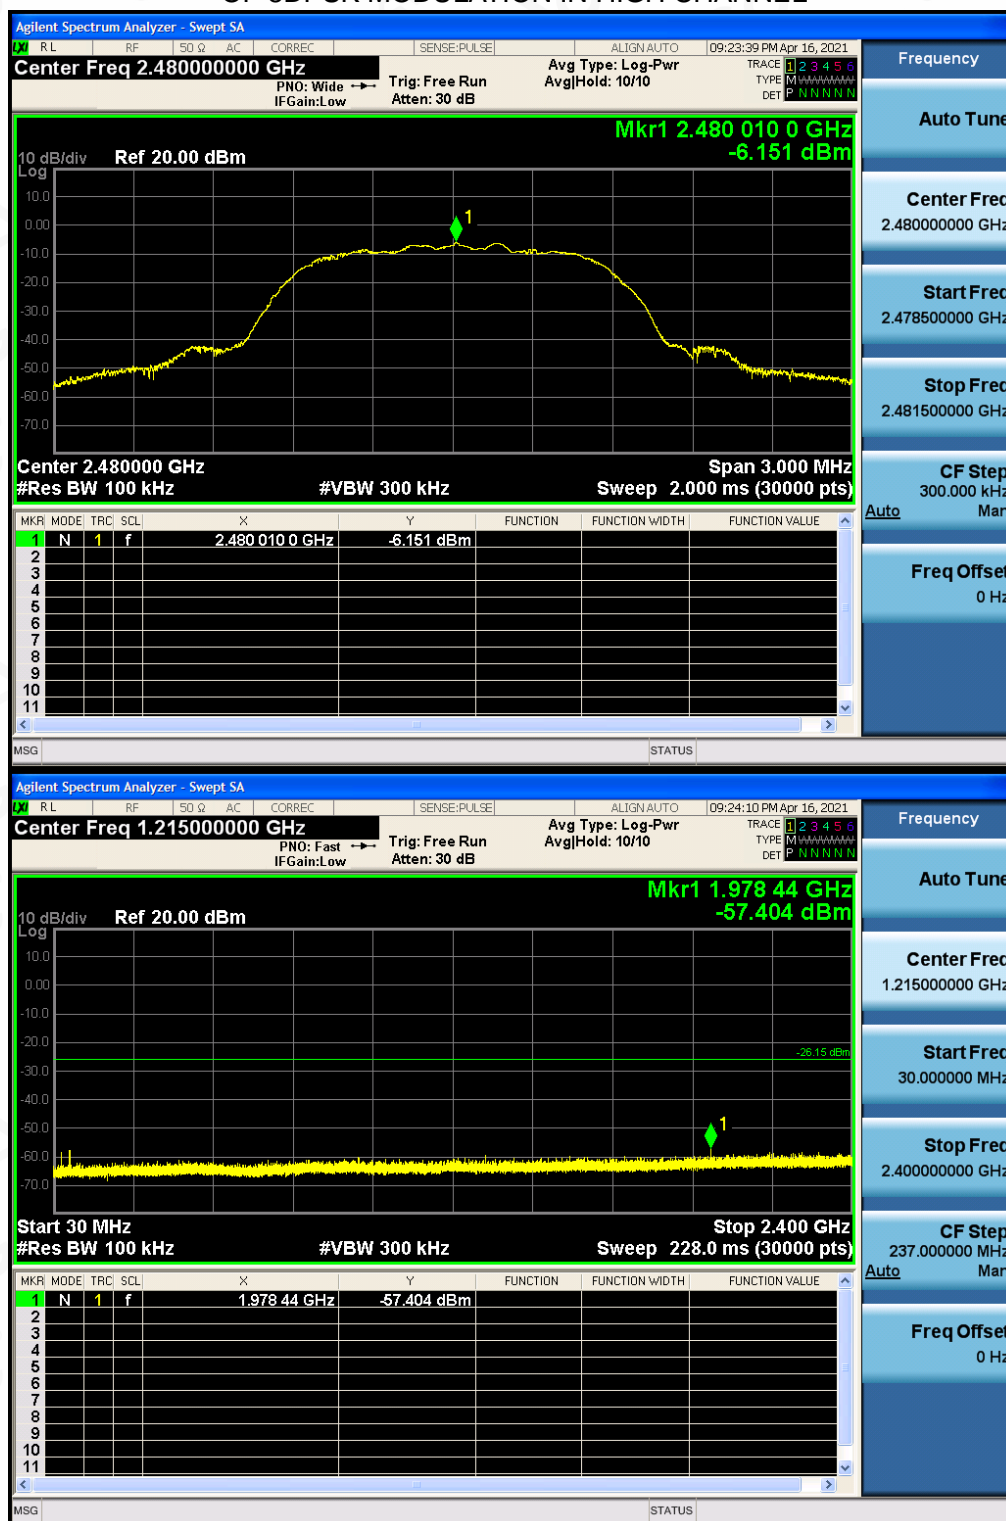 OF 8DPSK MODULATION IN HIGH CHANNEL
Agilent Spectrum Analyzer - Swept SA
LXI RL RF 50 Ω AC CORREC SENSE:PULSE ALIGN AUTO 09:23:39 PM Apr 16, 2021
Center Freq 2.480000000 GHz
PNO: Wide
IFGain:Low
Trig: Free Run
Atten: 30 dB
Avg Type: Log-Pwr
Avg|Hold: 10/10
TRACE 1 2 3 4 5 6
TYPE M WWWWW
DET P N N N N N
Mkr1 2.480 010 0 GHz
-6.151 dBm
10 dB/div Ref 20.00 dBm
Log
10.0
0.00
-10.0
-20.0
-30.0
-40.0
-50.0
-60.0
-70.0
1
Center 2.480000 GHz Span 3.000 MHz
#Res BW 100 kHz #VBW 300 kHz Sweep 2.000 ms (30000 pts)
MKR MODE TRC SCL X Y FUNCTION FUNCTION WIDTH FUNCTION VALUE
1 N 1 f 2.480 010 0 GHz -6.151 dBm
2
3
4
5
6
7
8
9
10
11
MSG STATUS
Frequency
Auto Tune
Center Freq
2.480000000 GHz
Start Freq
2.478500000 GHz
Stop Freq
2.481500000 GHz
CF Step
300.000 kHz
Auto Man
Freq Offset
0 Hz
Agilent Spectrum Analyzer - Swept SA
LXI RL RF 50 Ω AC CORREC SENSE:PULSE ALIGN AUTO 09:24:10 PM Apr 16, 2021
Center Freq 1.215000000 GHz
PNO: Fast
IFGain:Low
Trig: Free Run
Atten: 30 dB
Avg Type: Log-Pwr
Avg|Hold: 10/10
TRACE 1 2 3 4 5 6
TYPE M WWWWW
DET P N N N N N
Mkr1 1.978 44 GHz
-57.404 dBm
10 dB/div Ref 20.00 dBm
Log
10.0
0.00
-10.0
-20.0
-30.0
-40.0
-50.0
-60.0
-70.0
-26.15 dBm
1
Start 30 MHz Stop 2.400 GHz
#Res BW 100 kHz #VBW 300 kHz Sweep 228.0 ms (30000 pts)
MKR MODE TRC SCL X Y FUNCTION FUNCTION WIDTH FUNCTION VALUE
1 N 1 f 1.978 44 GHz -57.404 dBm
2
3
4
5
6
7
8
9
10
11
MSG STATUS
Frequency
Auto Tune
Center Freq
1.215000000 GHz
Start Freq
30.000000 MHz
Stop Freq
2.400000000 GHz
CF Step
237.000000 MHz
Auto Man
Freq Offset
0 Hz